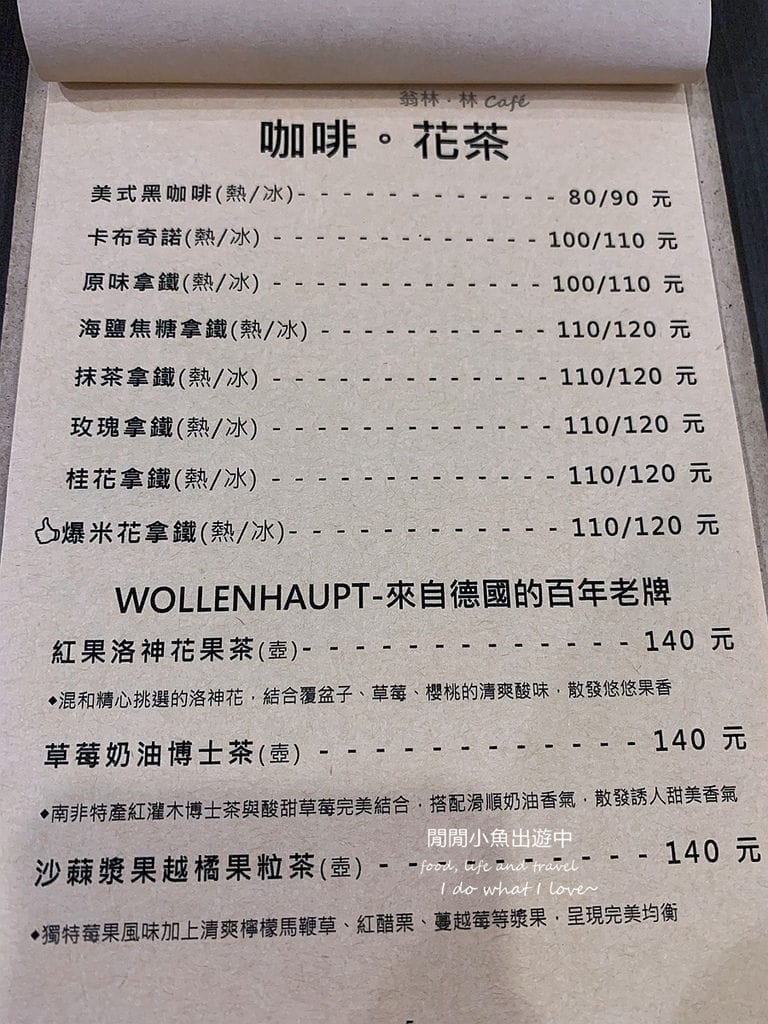 翁林．林 Café
咖啡。花茶
美式黑咖啡(熱/冰)- - - - - - - - - - - - 80/90 元
卡布奇諾(熱/冰) - - - - - - - - - - - - - 100/110 元
原味拿鐵(熱/冰) - - - - - - - - - - - - - 100/110 元
海鹽焦糖拿鐵(熱/冰) - - - - - - - - - - - 110/120 元
抹茶拿鐵(熱/冰) - - - - - - - - - - - - - 110/120 元
玫瑰拿鐵(熱/冰) - - - - - - - - - - - - - 110/120 元
桂花拿鐵(熱/冰) - - - - - - - - - - - - - 110/120 元
爆米花拿鐵(熱/冰)- - - - - - - - - - - - 110/120 元
WOLLENHAUPT-來自德國的百年老牌
紅果洛神花果茶(壺)- - - - - - - - - - - - - 140 元
◆混和精心挑選的洛神花，結合覆盆子、草莓、櫻桃的清爽酸味，散發悠悠果香
草莓奶油博士茶(壺) - - - - - - - - - - - - - 140 元
◆南非特產紅灌木博士茶與酸甜草莓完美結合，搭配滑順奶油香氣，散發誘人甜美香氣
閒閒小魚出遊中
沙蕀漿果越橘果粒茶(壺) - - - - - - - - - - - 140 元
food, life and travel
I do what I love~
◆獨特莓果風味加上清爽檸檬馬鞭草、紅醋栗、蔓越莓等漿果，呈現完美均衡